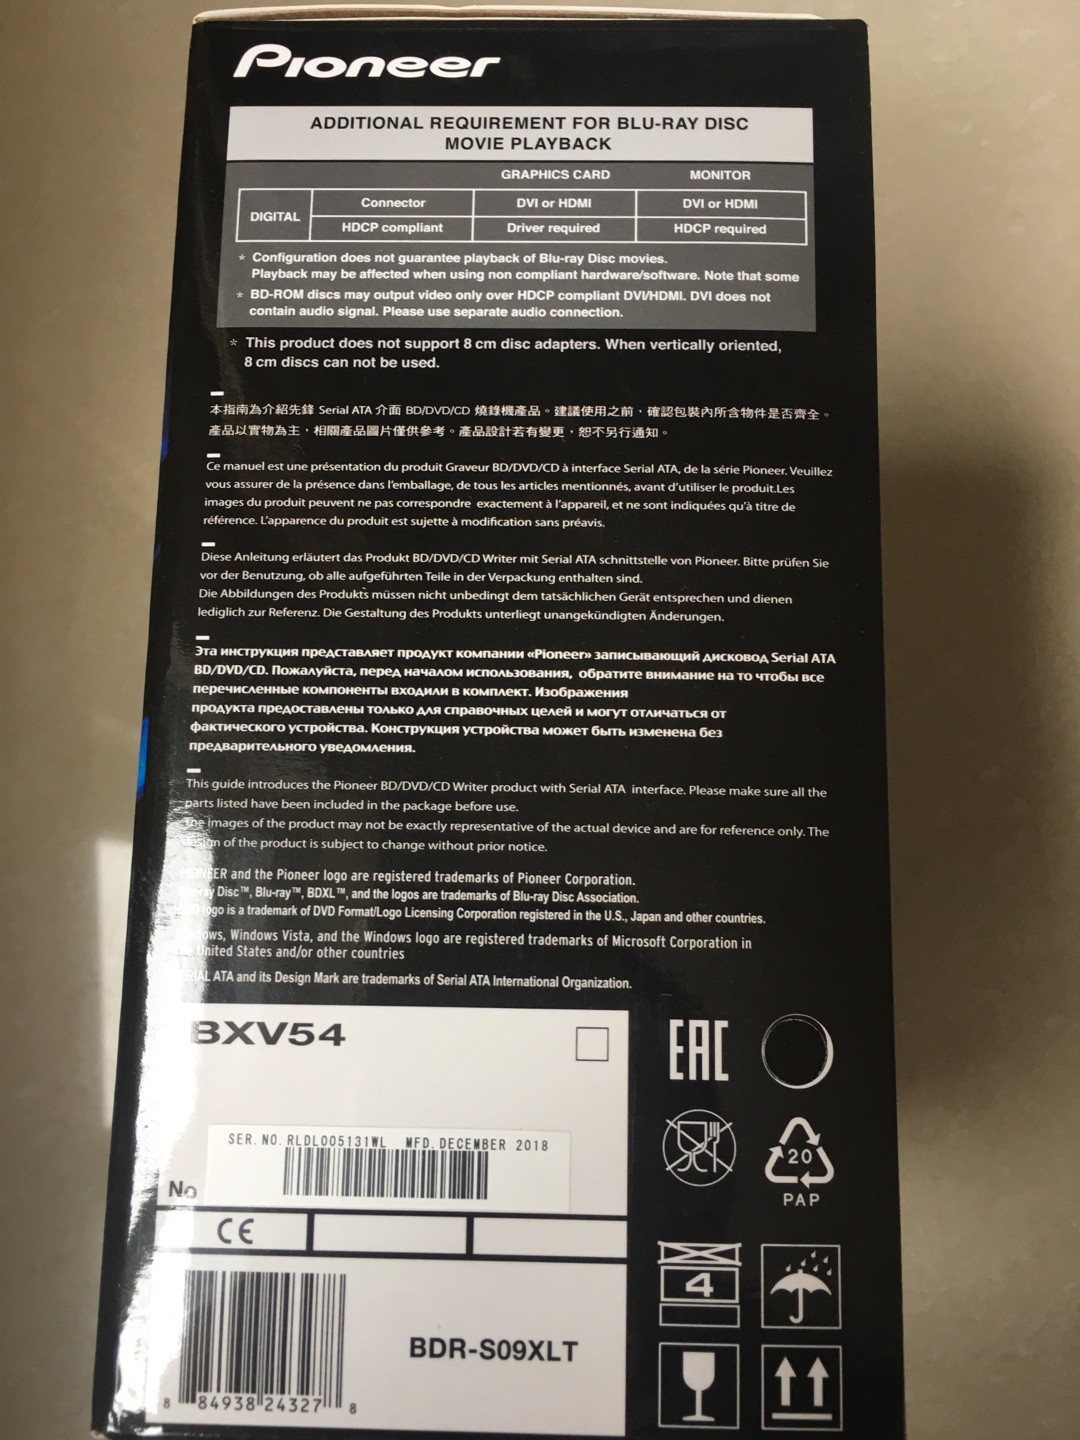 Pioneer
ADDITIONAL REQUIREMENT FOR BLU-RAY DISC
MOVIE PLAYBACK
GRAPHICS CARD MONITOR
DIGITAL Connector DVI or HDMI DVI or HDMI
HDCP compliant Driver required HDCP required
* Configuration does not guarantee playback of Blu-ray Disc movies.
Playback may be affected when using non compliant hardware/software. Note that some
* BD-ROM discs may output video only over HDCP compliant DVI/HDMI. DVI does not
contain audio signal. Please use separate audio connection.
* This product does not support 8 cm disc adapters. When vertically oriented,
8 cm discs can not be used.
本指南為介紹先鋒 Serial ATA 介面 BD/DVD/CD 燒錄機產品。建議使用之前，確認包裝內所含物件是否齊全。
產品以實物為主，相關產品圖片僅供參考。產品設計若有變更，恕不另行通知。
Ce manuel est une présentation du produit Graveur BD/DVD/CD à interface Serial ATA, de la série Pioneer. Veuillez
vous assurer de la présence dans l'emballage, de tous les articles mentionnés, avant d'utiliser le produit.Les
images du produit peuvent ne pas correspondre exactement à l'appareil, et ne sont indiquées qu'à titre de
référence. L'apparence du produit est sujette à modification sans préavis.
Diese Anleitung erläutert das Produkt BD/DVD/CD Writer mit Serial ATA schnittstelle von Pioneer. Bitte prüfen Sie
vor der Benutzung, ob alle aufgeführten Teile in der Verpackung enthalten sind.
Die Abbildungen des Produkts müssen nicht unbedingt dem tatsächlichen Gerät entsprechen und dienen
lediglich zur Referenz. Die Gestaltung des Produkts unterliegt unangekündigten Änderungen.
Эта инструкция представляет продукт компании «Pioneer» записывающий дисковод Serial ATA
BD/DVD/CD. Пожалуйста, перед началом использования, обратите внимание на то чтобы все
перечисленные компоненты входили в комплект. Изображения
продукта предоставлены только для справочных целей и могут отличаться от
фактического устройства. Конструкция устройства может быть изменена без
предварительного уведомления.
This guide introduces the Pioneer BD/DVD/CD Writer product with Serial ATA interface. Please make sure all the
parts listed have been included in the package before use.
The images of the product may not be exactly representative of the actual device and are for reference only. The
design of the product is subject to change without prior notice.
PIONEER and the Pioneer logo are registered trademarks of Pioneer Corporation.
Blu-ray Disc™, Blu-ray™, BDXL™, and the logos are trademarks of Blu-ray Disc Association.
logo is a trademark of DVD Format/Logo Licensing Corporation registered in the U.S., Japan and other countries.
Windows, Windows Vista, and the Windows logo are registered trademarks of Microsoft Corporation in
United States and/or other countries
SERIAL ATA and its Design Mark are trademarks of Serial ATA International Organization.
BXV54
SER. NO. RLDL005131WL MFD. DECEMBER 2018
No
CE
BDR-S09XLT
8 84938 24327 8
EAC
20
PAP
4